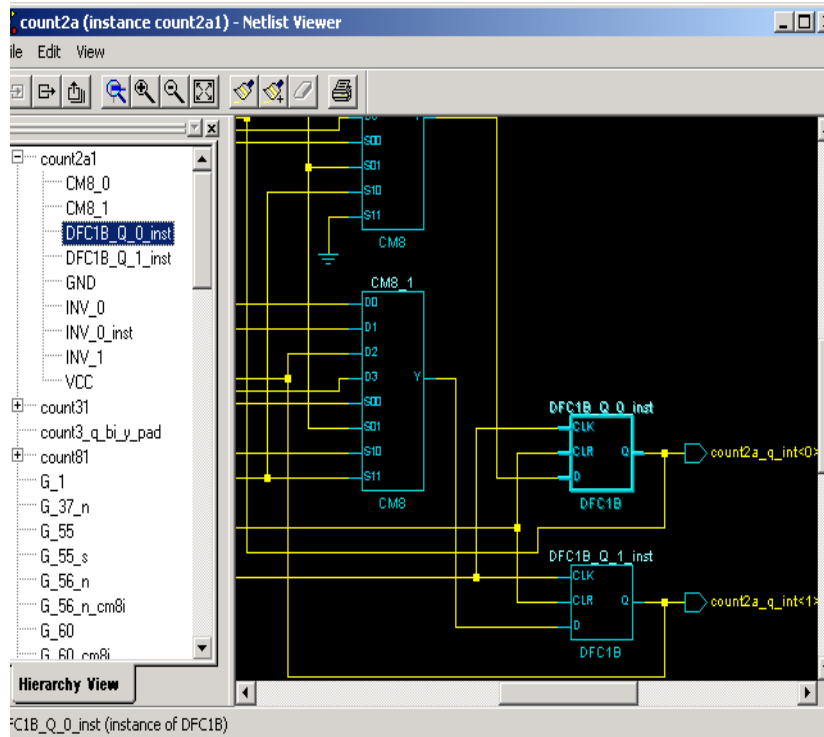 count2a (instance count2a1) - Netlist Viewer
ile Edit View
count2a1
CM8_0
CM8_1
DFC1B_Q_0_inst
DFC1B_Q_1_inst
GND
INV_0
INV_0_inst
INV_1
VCC
count31
count3_q_bi_y_pad
count81
G_1
G_37_n
G_55
G_55_s
G_56_n
G_56_n_cm8i
G_60
G_60_cm8i
Hierarchy View
D3 Y
S00
S01
S10
S11
CM8
CM8_1
D0
D1
D2
D3 Y
S00
S01
S10
S11
CM8
DFC1B_Q_0_inst
CLK
CLR Q
D
DFC1B
count2a_q_int<0>
DFC1B_Q_1_inst
CLK
CLR Q
D
DFC1B
count2a_q_int<1>
FC1B_Q_0_inst (instance of DFC1B)